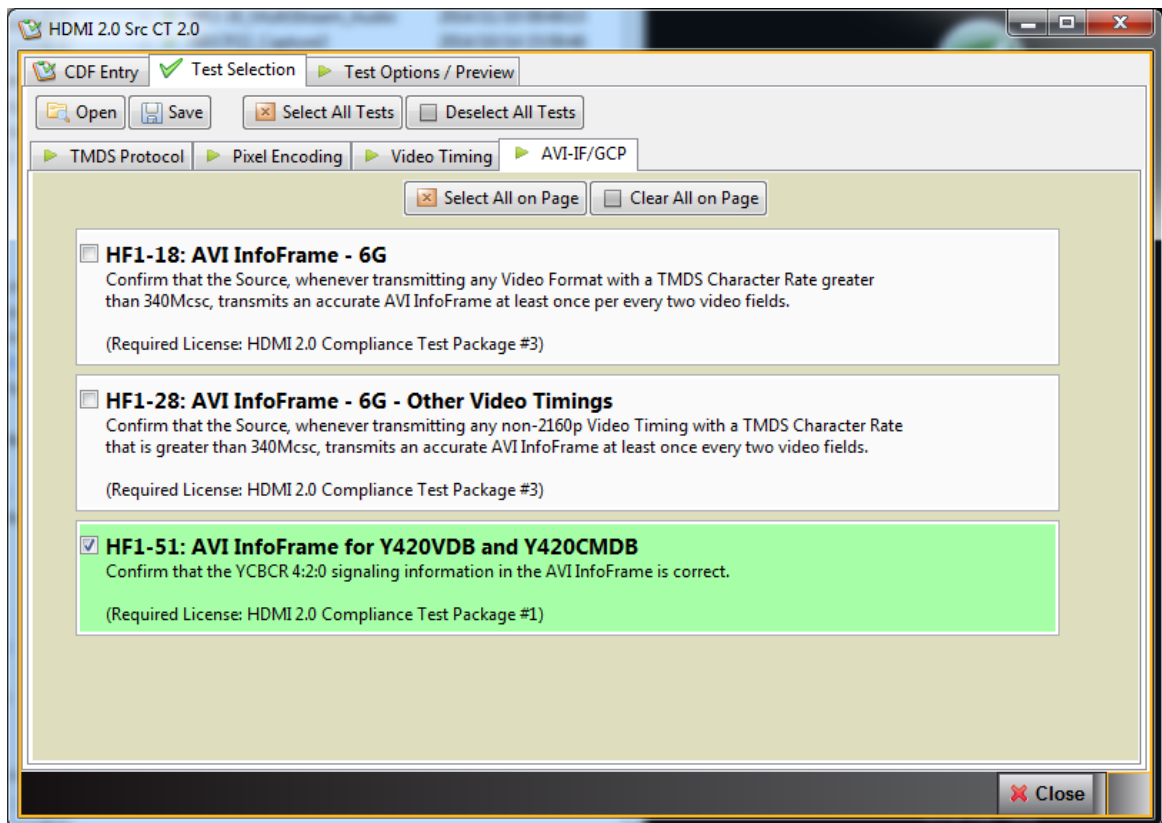 HDMI 2.0 Src CT 2.0
CDF Entry Test Selection Test Options / Preview
Open Save Select All Tests Deselect All Tests
TMDS Protocol Pixel Encoding Video Timing AVI-IF/GCP
Select All on Page Clear All on Page
HF1-18: AVI InfoFrame - 6G
Confirm that the Source, whenever transmitting any Video Format with a TMDS Character Rate greater
than 340Mcsc, transmits an accurate AVI InfoFrame at least once per every two video fields.
(Required License: HDMI 2.0 Compliance Test Package #3)
HF1-28: AVI InfoFrame - 6G - Other Video Timings
Confirm that the Source, whenever transmitting any non-2160p Video Timing with a TMDS Character Rate
that is greater than 340Mcsc, transmits an accurate AVI InfoFrame at least once every two video fields.
(Required License: HDMI 2.0 Compliance Test Package #3)
HF1-51: AVI InfoFrame for Y420VDB and Y420CMDB
Confirm that the YCBCR 4:2:0 signaling information in the AVI InfoFrame is correct.
(Required License: HDMI 2.0 Compliance Test Package #1)
Close